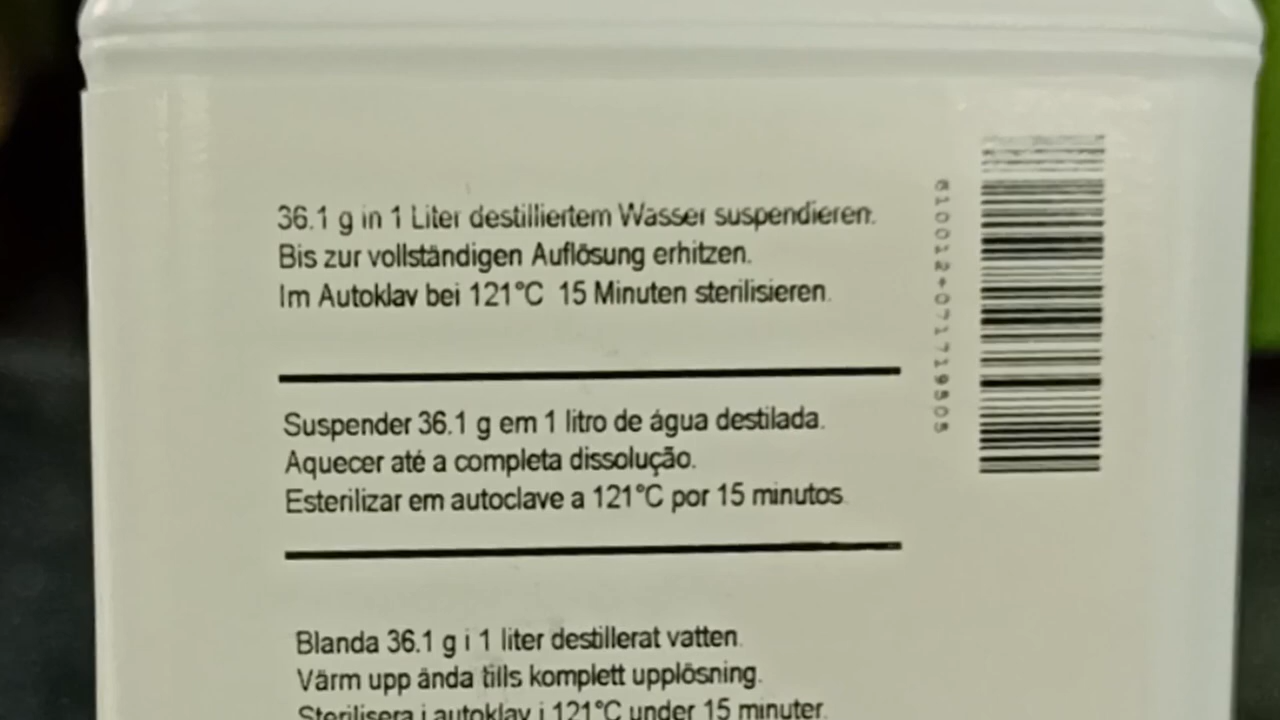 36.1 g in 1 Liter destilliertem Wasser suspendieren.
Bis zur vollständigen Auflösung erhitzen.
Im Autoklav bei 121°C 15 Minuten sterilisieren.
Suspender 36.1 g em 1 litro de água destilada.
Aquecer até a completa dissolução.
Esterilizar em autoclave a 121°C por 15 minutos.
Blanda 36.1 g i 1 liter destillerat vatten.
Värm upp ända tills komplett upplösning.
Sterilisera i autoklav i 121°C under 15 minuter.